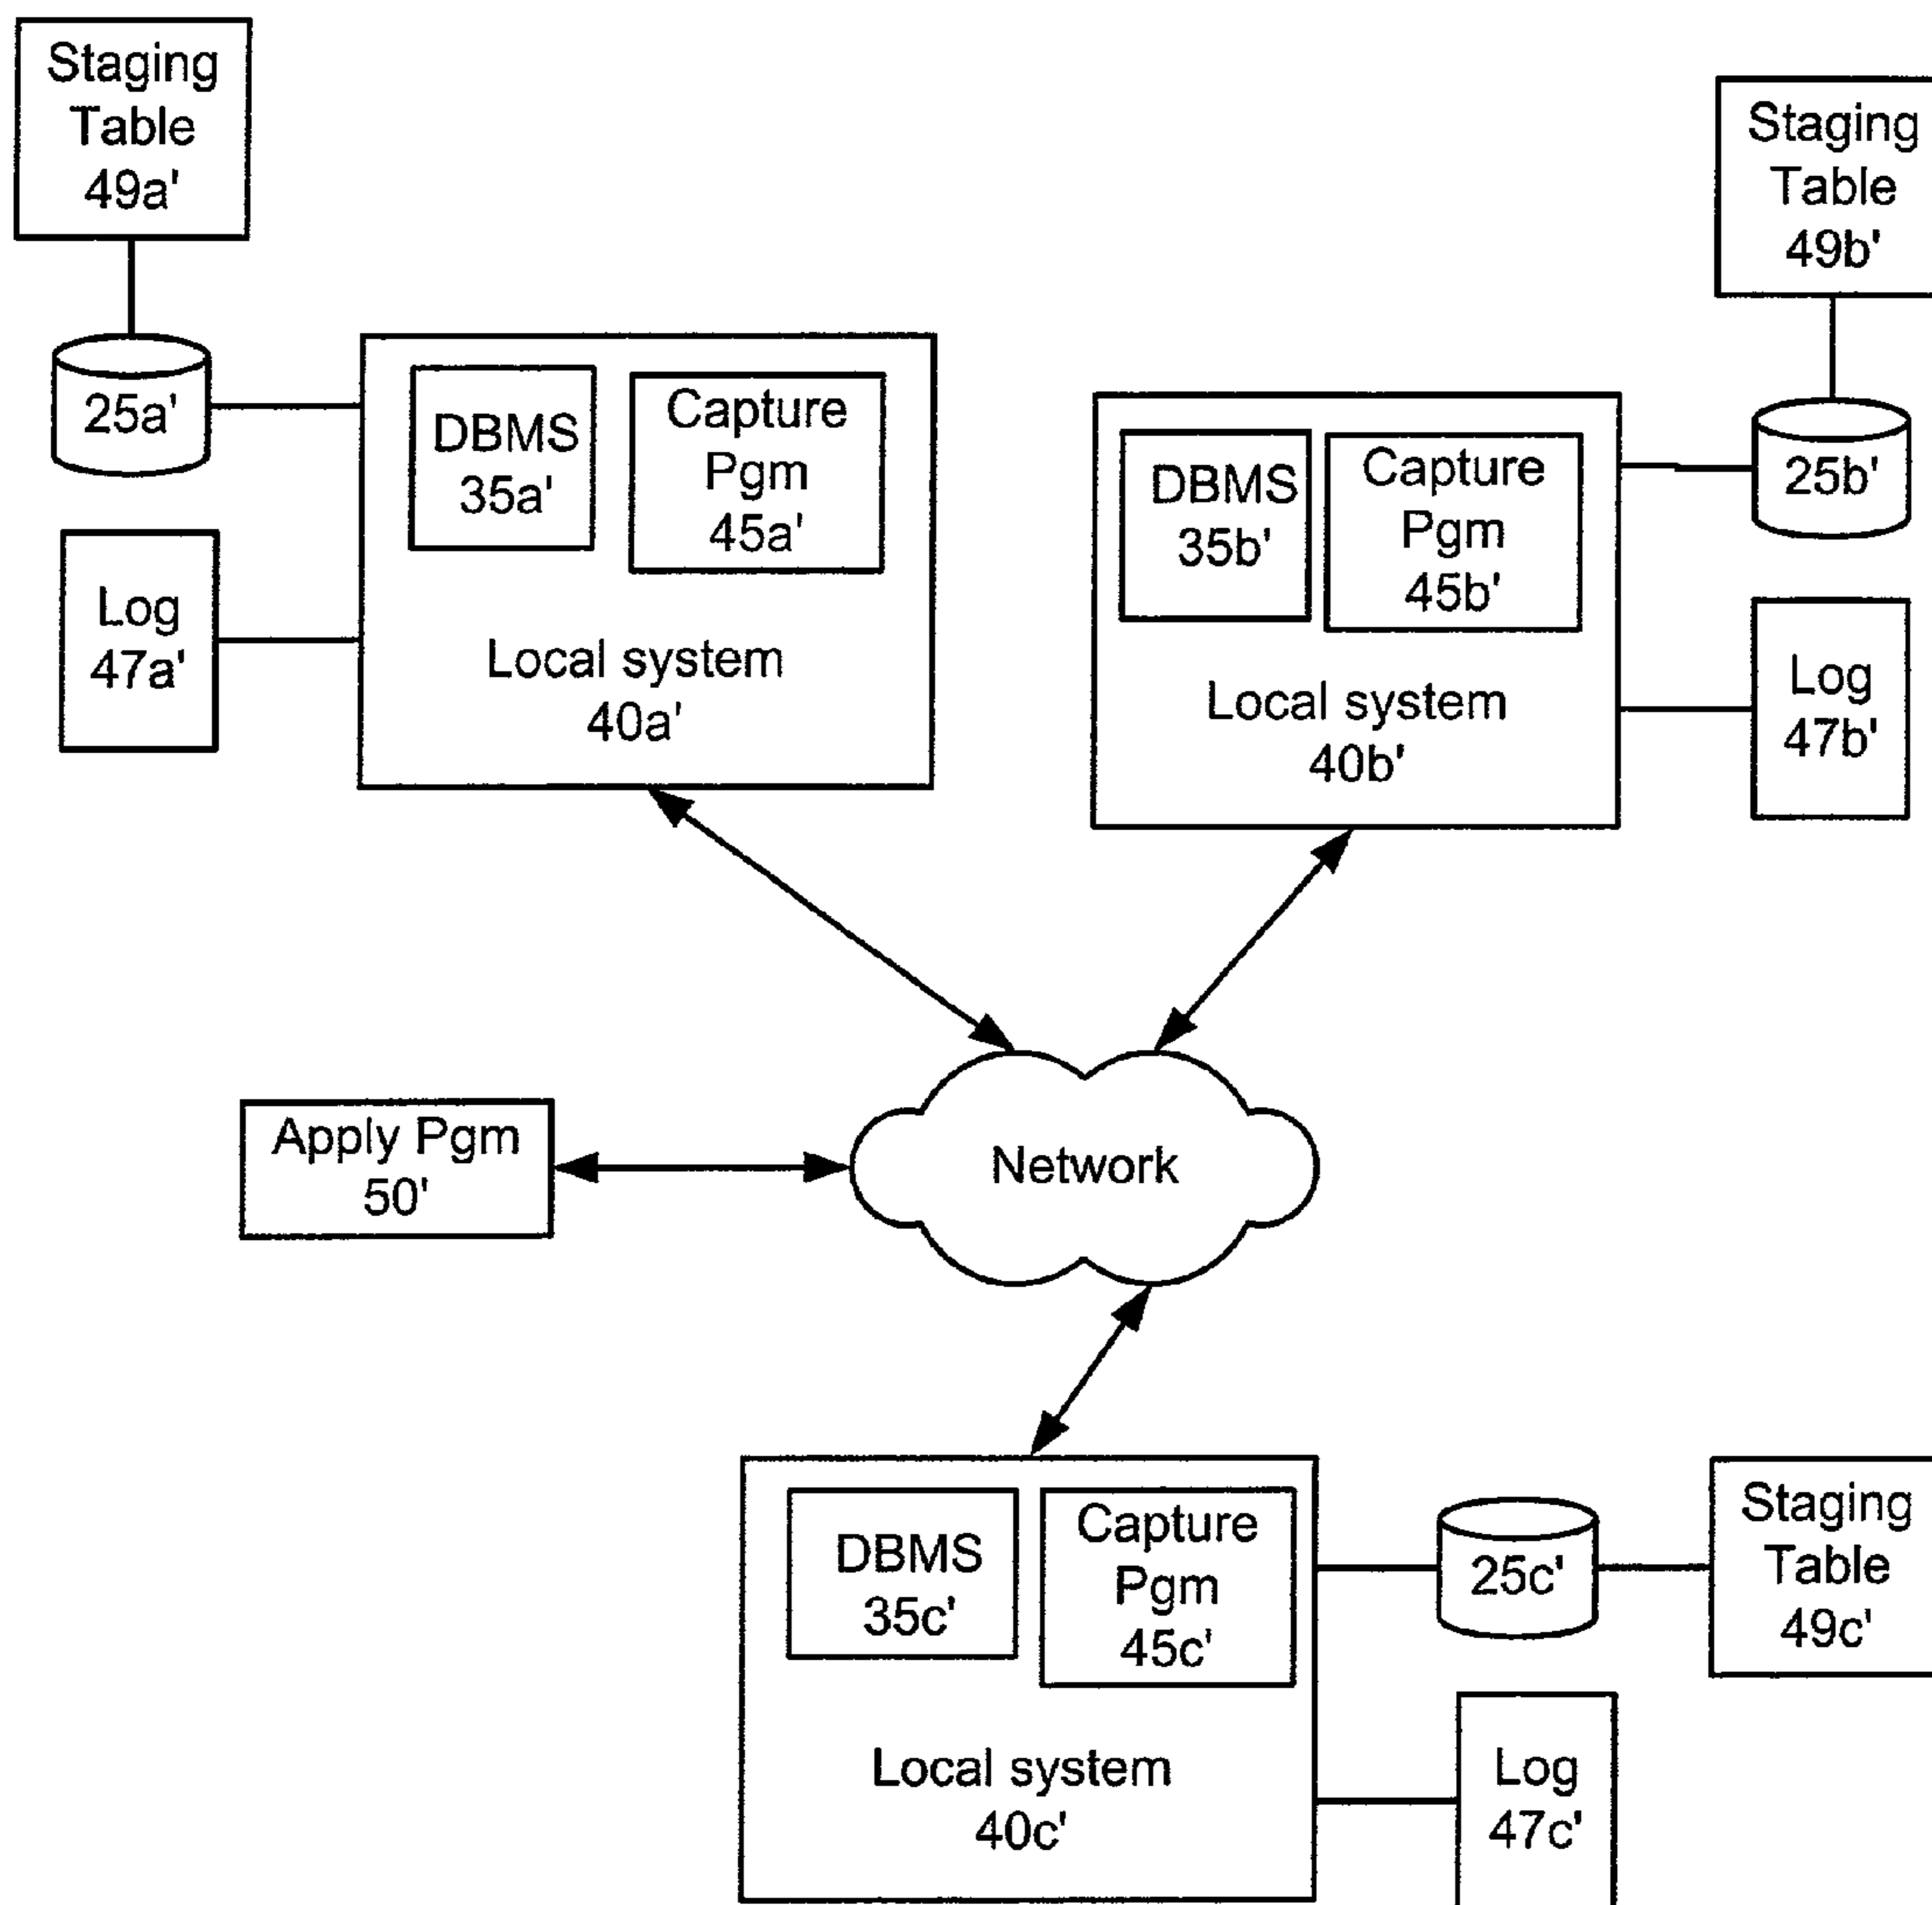 Staging
Table
49a'
Staging
Table
49b'
25a'
DBMS
35a'
Capture
Pgm
45a'
Log
47a'
Local system
40a'
DBMS
35b'
Capture
Pgm
45b'
25b'
Local system
40b'
Log
47b'
Apply Pgm
50'
Network
DBMS
35c'
Capture
Pgm
45c'
25c'
Staging
Table
49c'
Local system
40c'
Log
47c'